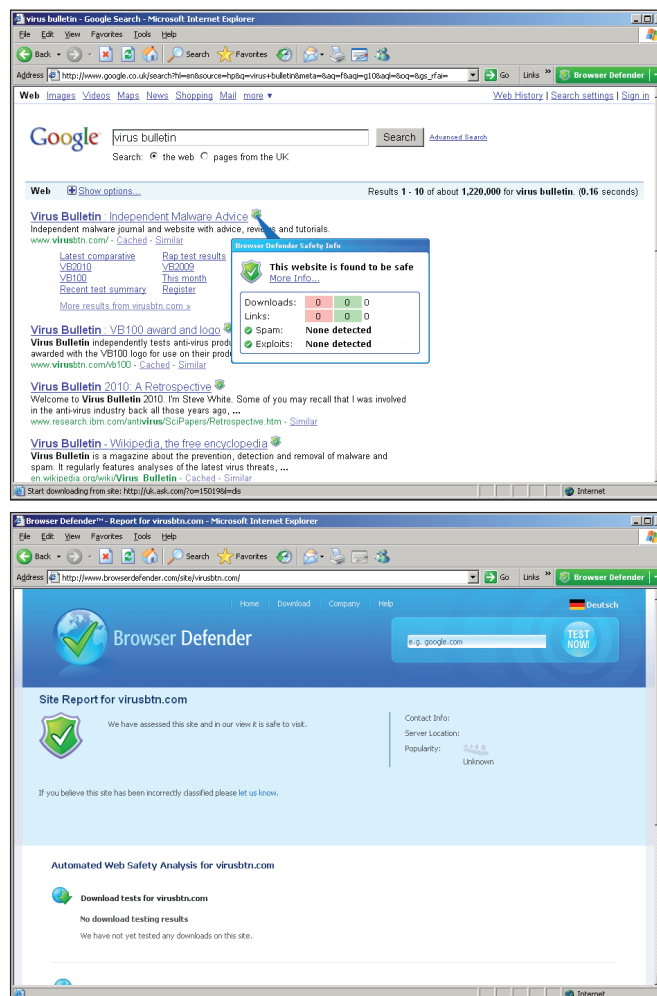 virus bulletin - Google Search - Microsoft Internet Explorer
File Edit View Favorites Tools Help
Back Search Favorites
Address http://www.google.co.uk/search?hl=en&source=hp&q=virus+bulletin&meta=&aq=f&aqi=g10&aql=&oq=&gs_rfai= Go Links » Browser Defender
Web Images Videos Maps News Shopping Mail more ▼ Web History | Search settings | Sign in
Google virus bulletin Search Advanced Search
Search: the web pages from the UK
Web Show options... Results 1 - 10 of about 1,220,000 for virus bulletin. (0.16 seconds)
Virus Bulletin : Independent Malware Advice
Independent malware journal and website with advice, reviews and tutorials.
www.virusbtn.com/ - Cached - Similar
Latest comparative Rap test results
VB2010 VB2009
VB100 This month
Recent test summary Register
More results from virusbtn.com »
Browser Defender Safety Info
This website is found to be safe
More Info...
Downloads: 0 0 0
Links: 0 0 0
Spam: None detected
Exploits: None detected
Virus Bulletin : VB100 award and logo
Virus Bulletin independently tests anti-virus produ
awarded with the VB100 logo for use on their produ
www.virusbtn.com/vb100 - Cached - Similar
Virus Bulletin 2010: A Retrospective
Welcome to Virus Bulletin 2010. I'm Steve White. Some of you may recall that I was involved
in the anti-virus industry back all those years ago, ...
www.research.ibm.com/antivirus/SciPapers/Retrospective.htm - Similar
Virus Bulletin - Wikipedia, the free encyclopedia
Virus Bulletin is a magazine about the prevention, detection and removal of malware and
spam. It regularly features analyses of the latest virus threats, ...
en.wikipedia.org/wiki/Virus_Bulletin - Cached - Similar
Start downloading from site: http://uk.ask.com/?o=15019&l=dis Internet
Browser Defender™ - Report for virusbtn.com - Microsoft Internet Explorer
File Edit View Favorites Tools Help
Back Search Favorites
Address http://www.browserdefender.com/site/virusbtn.com/ Go Links » Browser Defender
Home Download Company Help Deutsch
Browser Defender e.g. google.com TEST NOW!
Site Report for virusbtn.com
We have assessed this site and in our view it is safe to visit.
Contact Info:
Server Location:
Popularity:
Unknown
If you believe this site has been incorrectly classified please let us know.
Automated Web Safety Analysis for virusbtn.com
Download tests for virusbtn.com
No download testing results
We have not yet tested any downloads on this site.
Internet